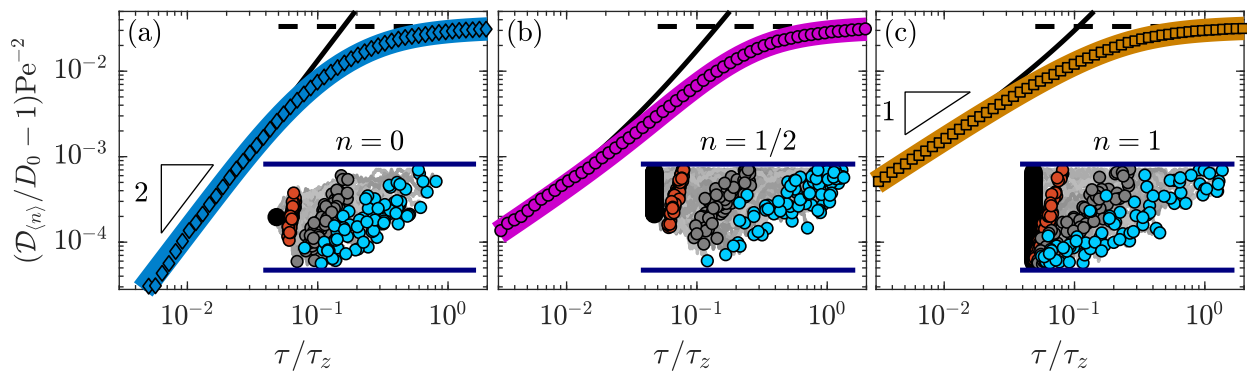 (a) (b) (c)
10^{-2}
10^{-3}
10^{-4}
(𝒟_{⟨n⟩}/D_0 − 1)Pe^{−2}
2
n = 0
n = 1/2
1
n = 1
10^{-2} 10^{-1} 10^{0} 10^{-2} 10^{-1} 10^{0} 10^{-2} 10^{-1} 10^{0}
τ/τ_z τ/τ_z τ/τ_z